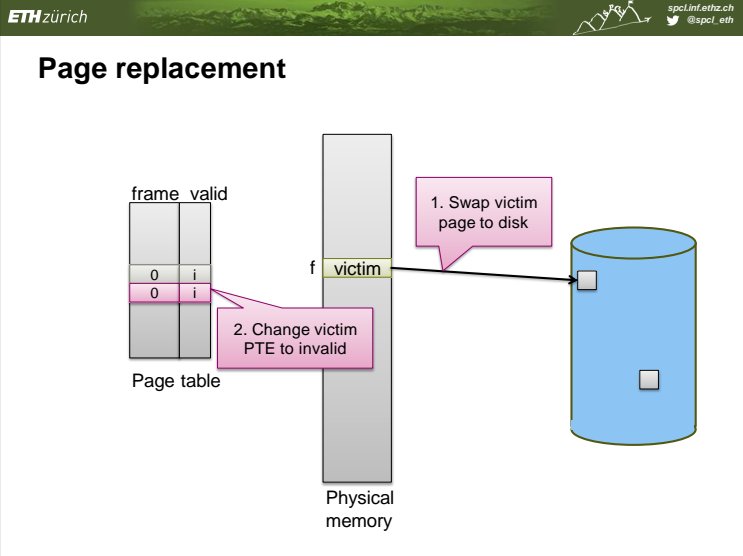 ETH zürich
spcl.inf.ethz.ch
@spcl_eth
Page replacement
frame valid
0 i
0 i
Page table
f victim
1. Swap victim
page to disk
2. Change victim
PTE to invalid
Physical
memory